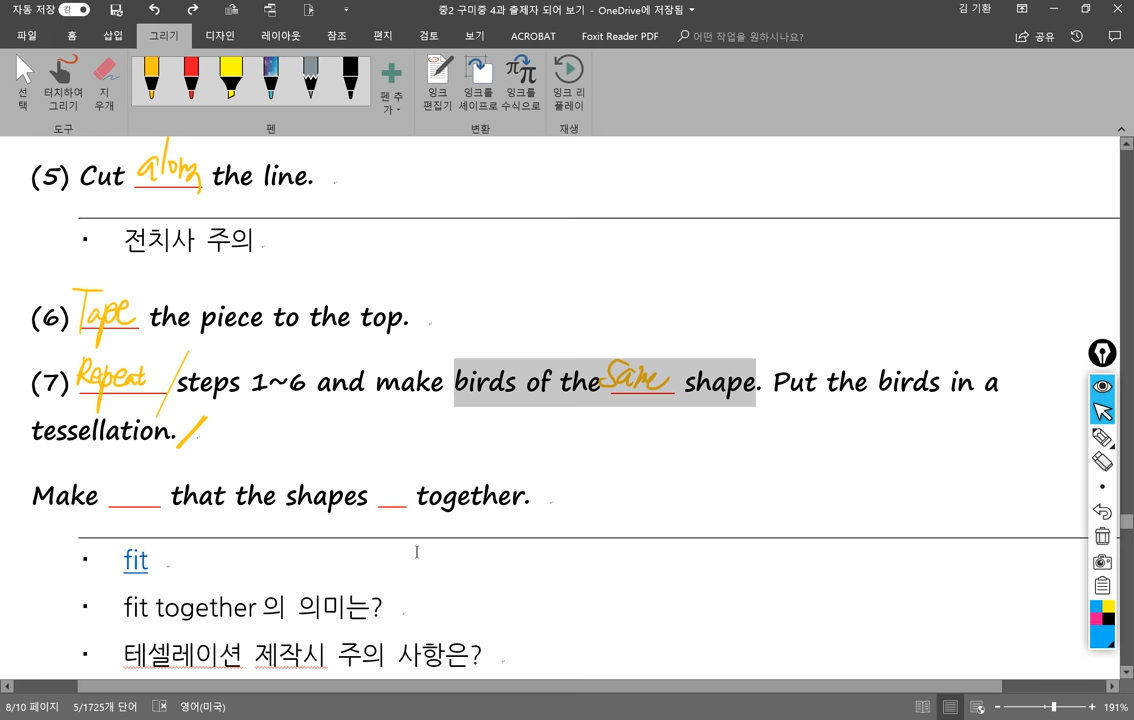 자동 저장 컴 중2 구미중 4과 출제자 되어 보기 - OneDrive에 저장됨 김 기환
파일 홈 삽입 그리기 디자인 레이아웃 참조 편지 검토 보기 ACROBAT Foxit Reader PDF 어떤 작업을 원하시나요? 공유
선택 터치하여 그리기 지우개 펜 추가 잉크 편집기 잉크를 셰이프로 잉크를 수식으로 잉크 리플레이
도구 펜 변환 재생
(5) Cut along the line.
· 전치사 주의
(6) Tape the piece to the top.
(7) Repeat steps 1~6 and make birds of the same shape. Put the birds in a
tessellation.
Make ____ that the shapes __ together.
· fit
· fit together 의 의미는?
· 테셀레이션 제작시 주의 사항은?
8/10 페이지 5/1725개 단어 영어(미국) 191%